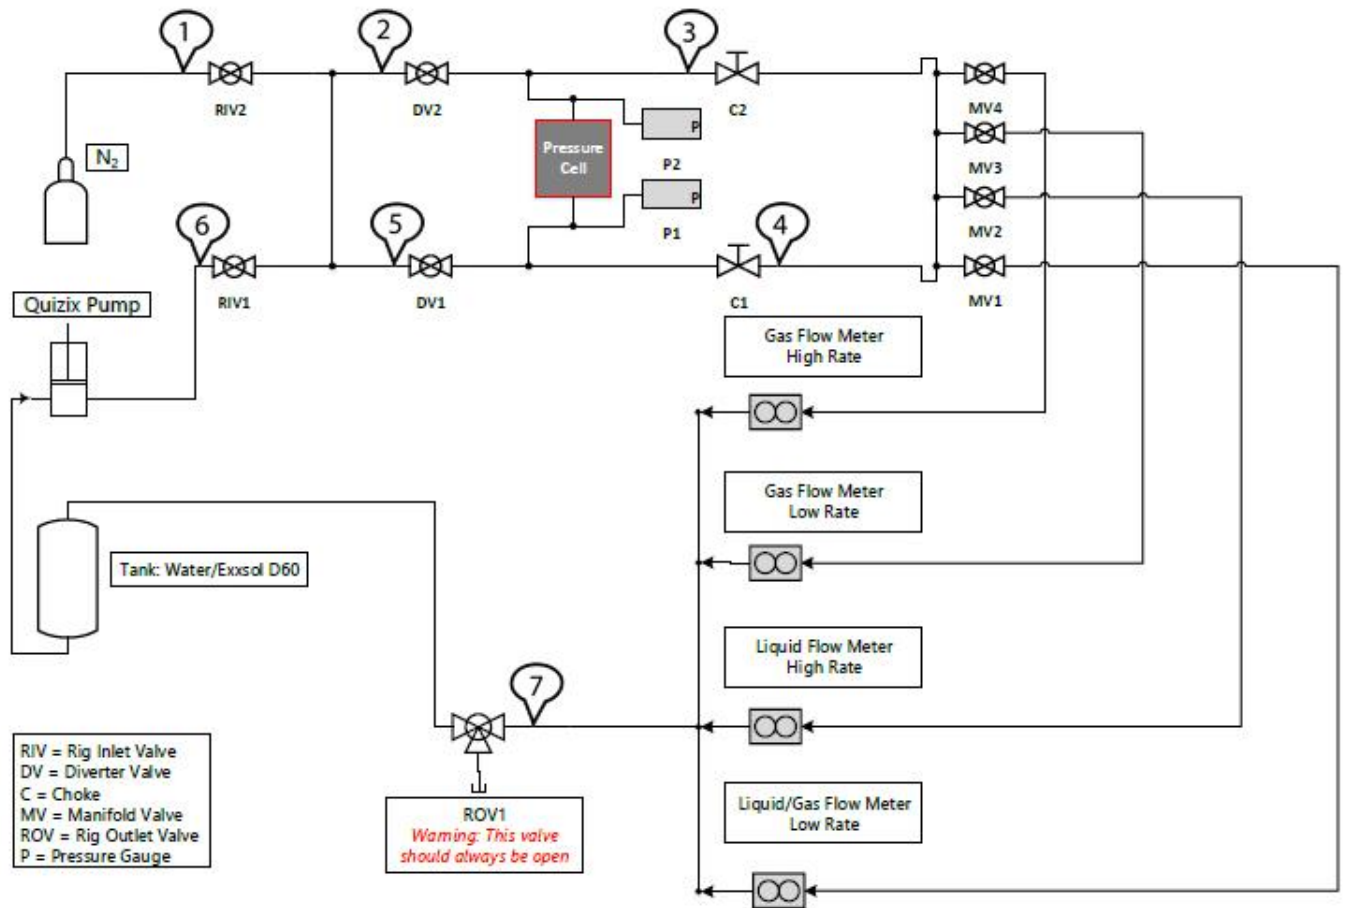 1
2
3
RIV2
DV2
C2
MV4
N2
Pressure
Cell
P
P2
MV3
P
P1
MV2
6
5
4
RIV1
DV1
C1
MV1
Quizix Pump
Gas Flow Meter
High Rate
Gas Flow Meter
Low Rate
Tank: Water/Exxsol D60
Liquid Flow Meter
High Rate
7
RIV = Rig Inlet Valve
DV = Diverter Valve
C = Choke
MV = Manifold Valve
ROV = Rig Outlet Valve
P = Pressure Gauge
ROV1
Warning: This valve
should always be open
Liquid/Gas Flow Meter
Low Rate